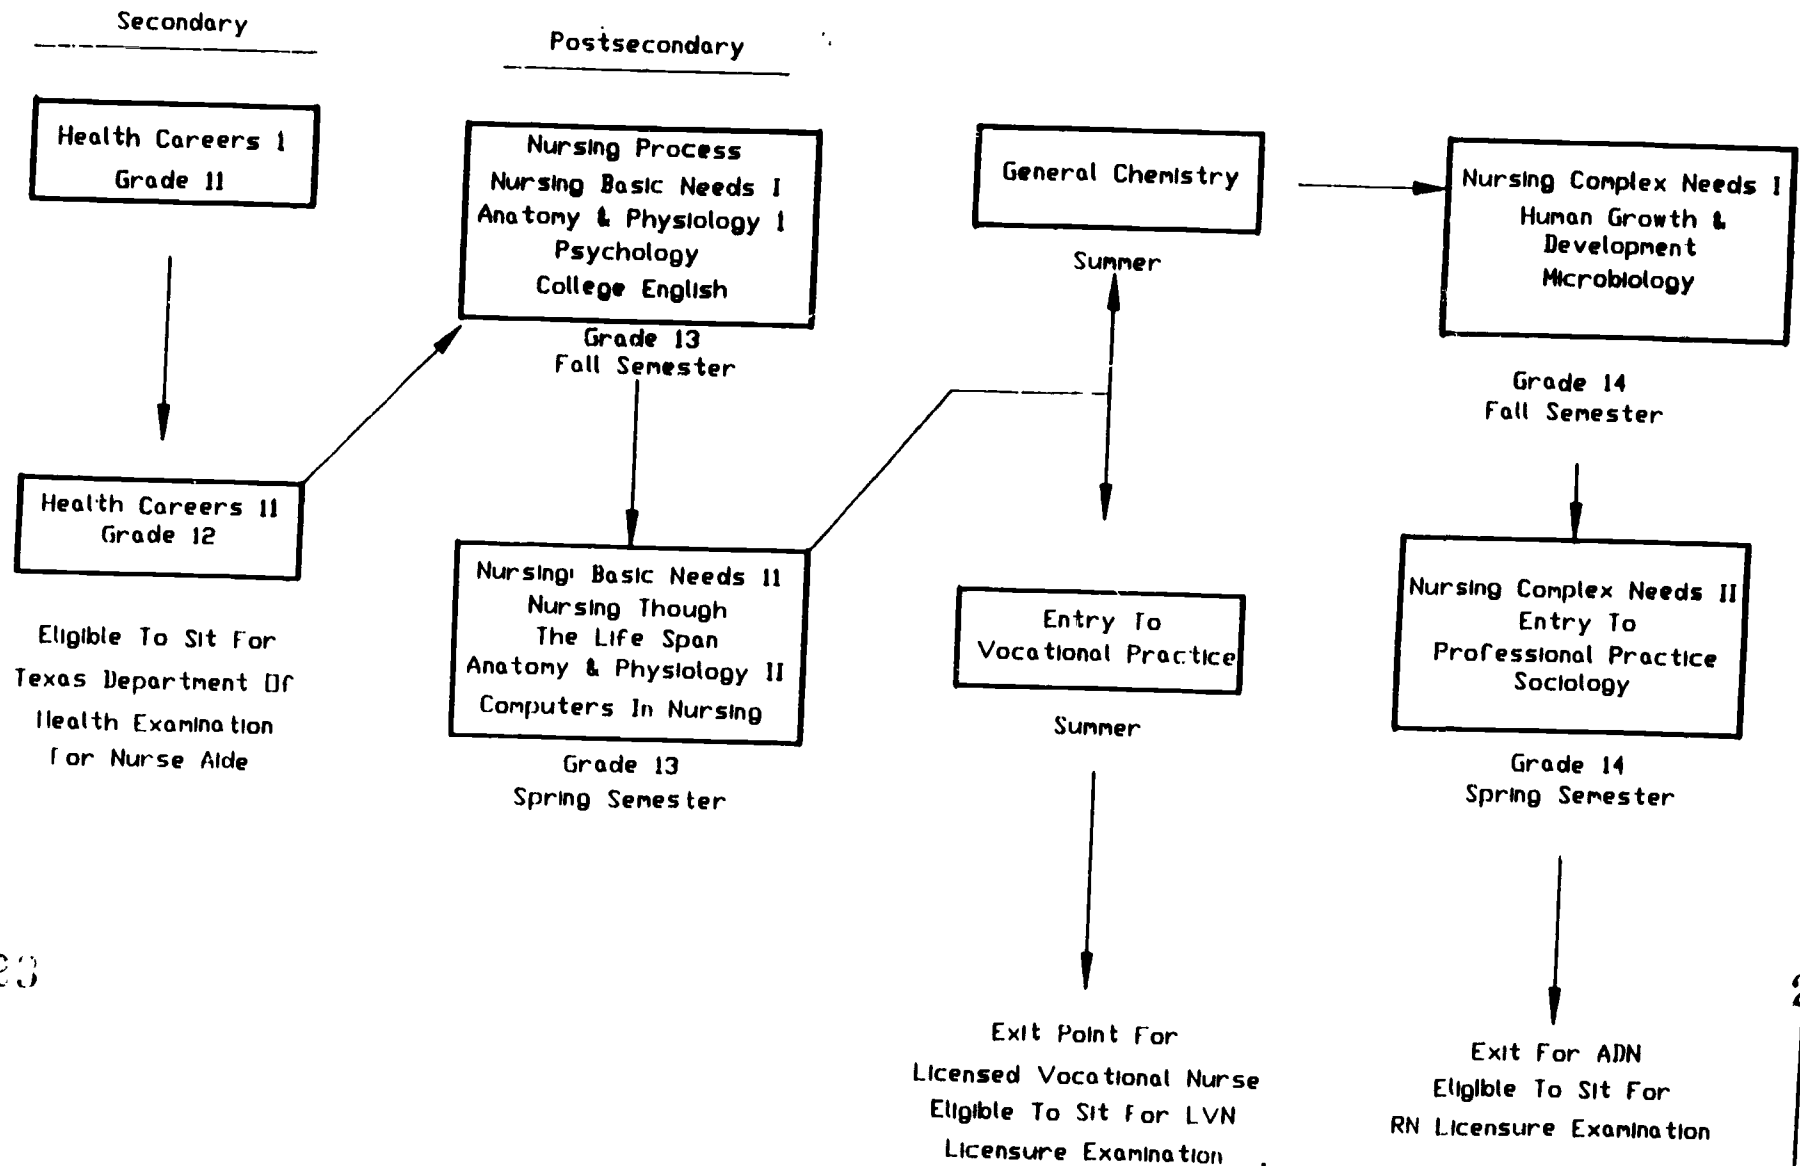 Secondary
Postsecondary
Health Careers I
Grade 11
Health Careers 11
Grade 12
Eligible To Sit For
Texas Department Of
Health Examination
For Nurse Aide
Nursing Process
Nursing Basic Needs I
Anatomy & Physiology I
Psychology
College English
Grade 13
Fall Semester
Nursing: Basic Needs 11
Nursing Though
The Life Span
Anatomy & Physiology II
Computers In Nursing
Grade 13
Spring Semester
General Chemistry
Summer
Entry To
Vocational Practice
Summer
Exit Point For
Licensed Vocational Nurse
Eligible To Sit For LVN
Licensure Examination
Nursing Complex Needs I
Human Growth &
Development
Microbiology
Grade 14
Fall Semester
Nursing Complex Needs II
Entry To
Professional Practice
Sociology
Grade 14
Spring Semester
Exit For ADN
Eligible To Sit For
RN Licensure Examination